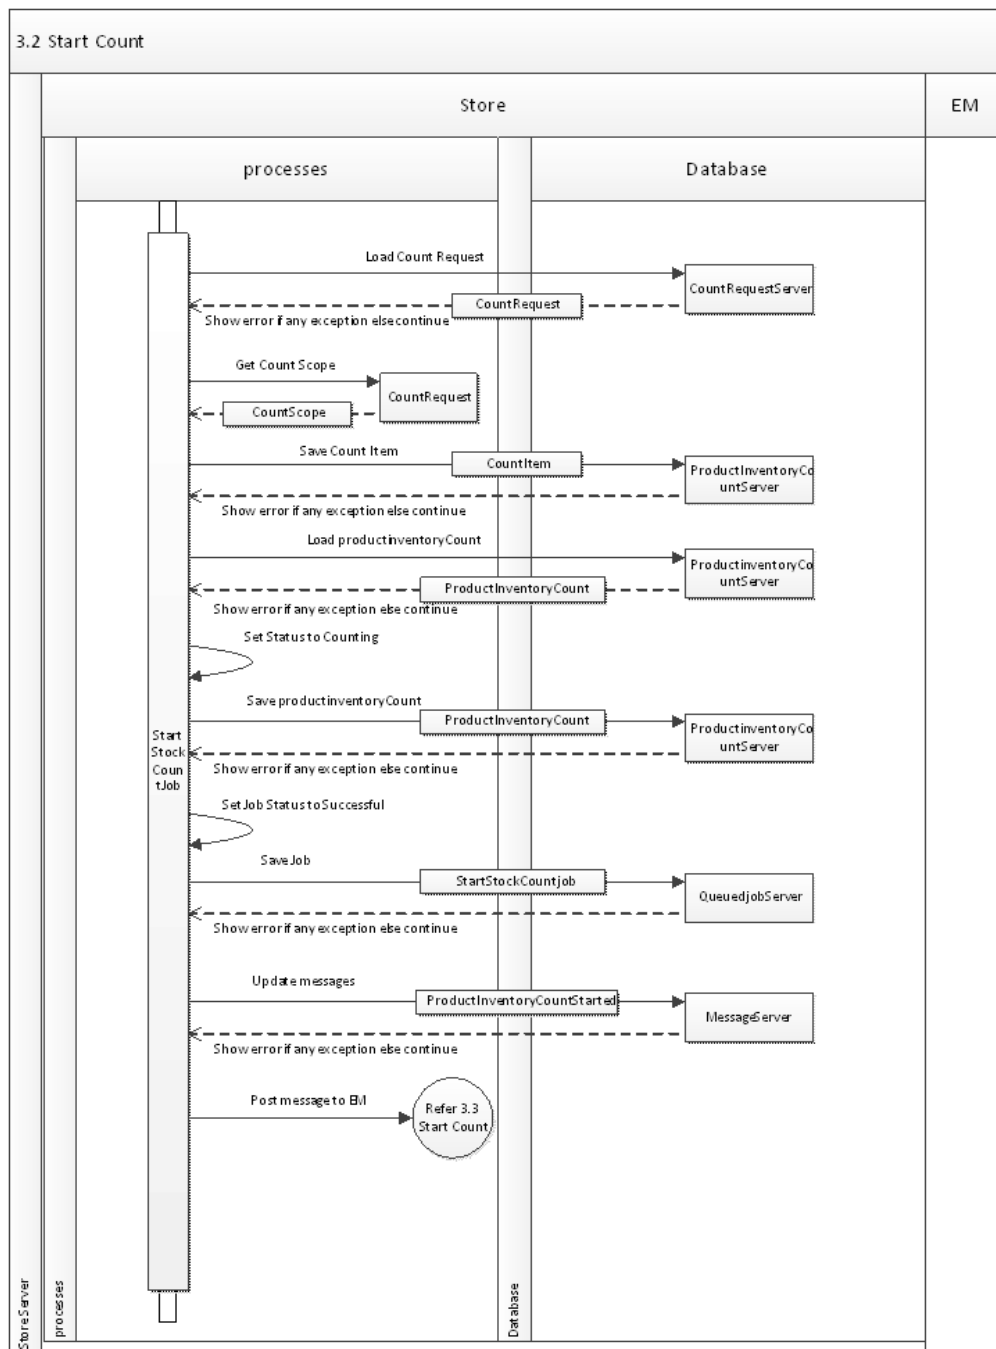 3.2 Start Count
Store
EM
processes
Database
Load Count Request
CountRequestServer
CountRequest
Show error if any exception else continue
Get Count Scope
CountRequest
CountScope
Save Count Item
CountItem
ProductInventoryCo
untServer
Show error if any exception else continue
Load productinventoryCount
ProductinventoryCo
untServer
ProductInventoryCount
Show error if any exception else continue
Set Status to Counting
Save productinventoryCount
ProductInventoryCount
ProductinventoryCo
untServer
Show error if any exception else continue
Start
Stock
Coun
tJob
Set Job Status to Successful
Save Job
StartStockCountjob
QueuedjobServer
Show error if any exception else continue
Update messages
ProductInventoryCountStarted
MessageServer
Show error if any exception else continue
Post message to EM
Refer 3.3
Start Count
Store Server
processes
Database